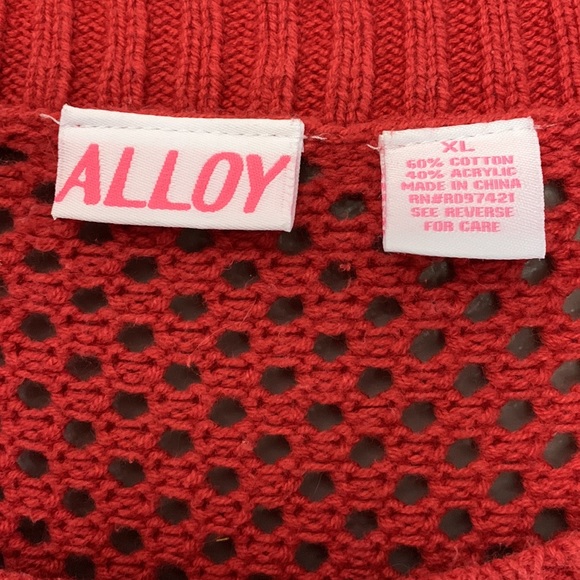 ALLOY
XL
60% COTTON
40% ACRYLIC
MADE IN CHINA
RN#RD97421
SEE REVERSE
FOR CARE